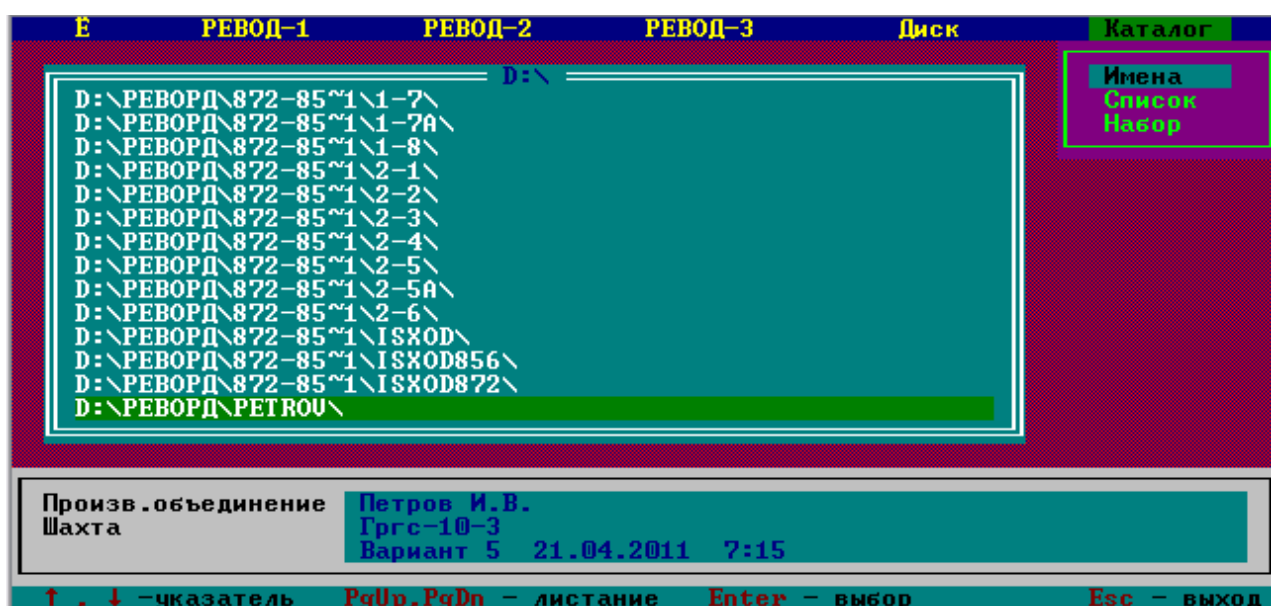 Ё РЕВОД-1 РЕВОД-2 РЕВОД-3 Диск Каталог
D:\
Имена
Список
Набор
D:\РЕВОРД\872-85~1\1-7\
D:\РЕВОРД\872-85~1\1-7A\
D:\РЕВОРД\872-85~1\1-8\
D:\РЕВОРД\872-85~1\2-1\
D:\РЕВОРД\872-85~1\2-2\
D:\РЕВОРД\872-85~1\2-3\
D:\РЕВОРД\872-85~1\2-4\
D:\РЕВОРД\872-85~1\2-5\
D:\РЕВОРД\872-85~1\2-5A\
D:\РЕВОРД\872-85~1\2-6\
D:\РЕВОРД\872-85~1\ISXOD\
D:\РЕВОРД\872-85~1\ISXOD856\
D:\РЕВОРД\872-85~1\ISXOD872\
D:\РЕВОРД\PETROV\
Произв.объединение Петров И.В.
Шахта Гргс-10-3
Вариант 5 21.04.2011 7:15
↑ . ↓ -указатель PgUp,PgDn - листание Enter - выбор Esc - выход